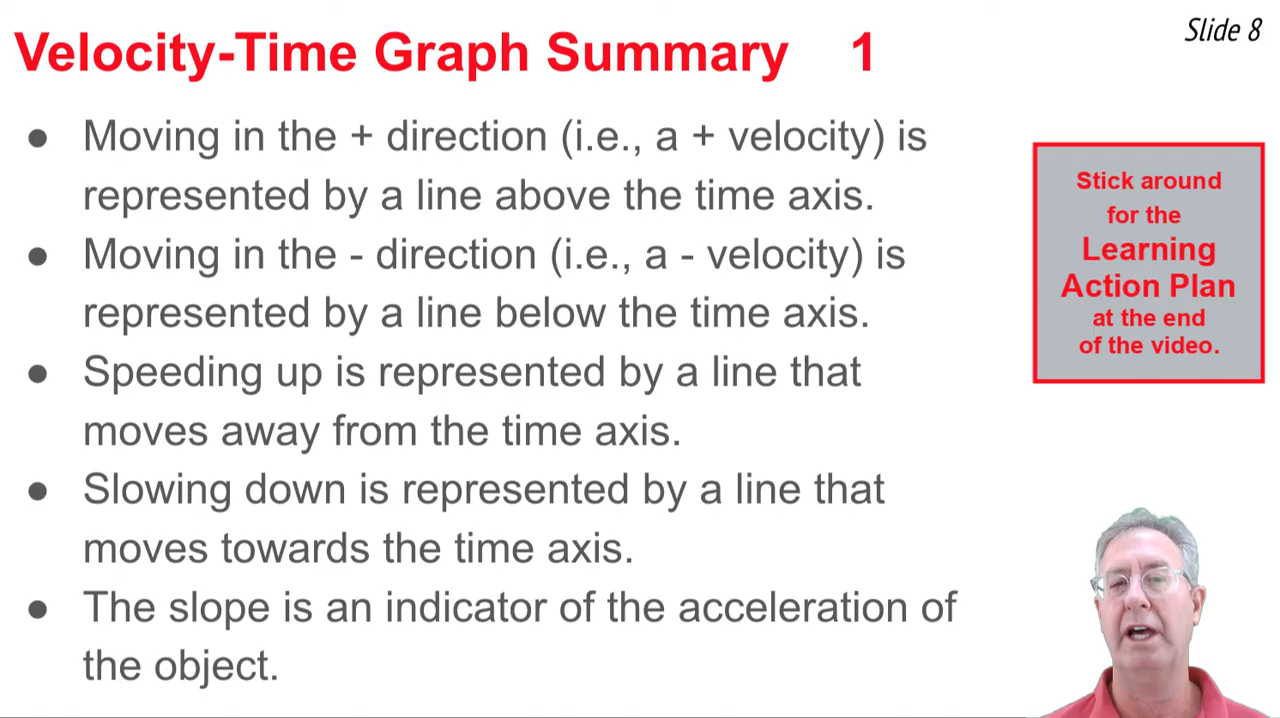 Velocity-Time Graph Summary 1
Slide 8
● Moving in the + direction (i.e., a + velocity) is
represented by a line above the time axis.
● Moving in the - direction (i.e., a - velocity) is
represented by a line below the time axis.
● Speeding up is represented by a line that
moves away from the time axis.
● Slowing down is represented by a line that
moves towards the time axis.
● The slope is an indicator of the acceleration of
the object.
Stick around
for the
Learning
Action Plan
at the end
of the video.